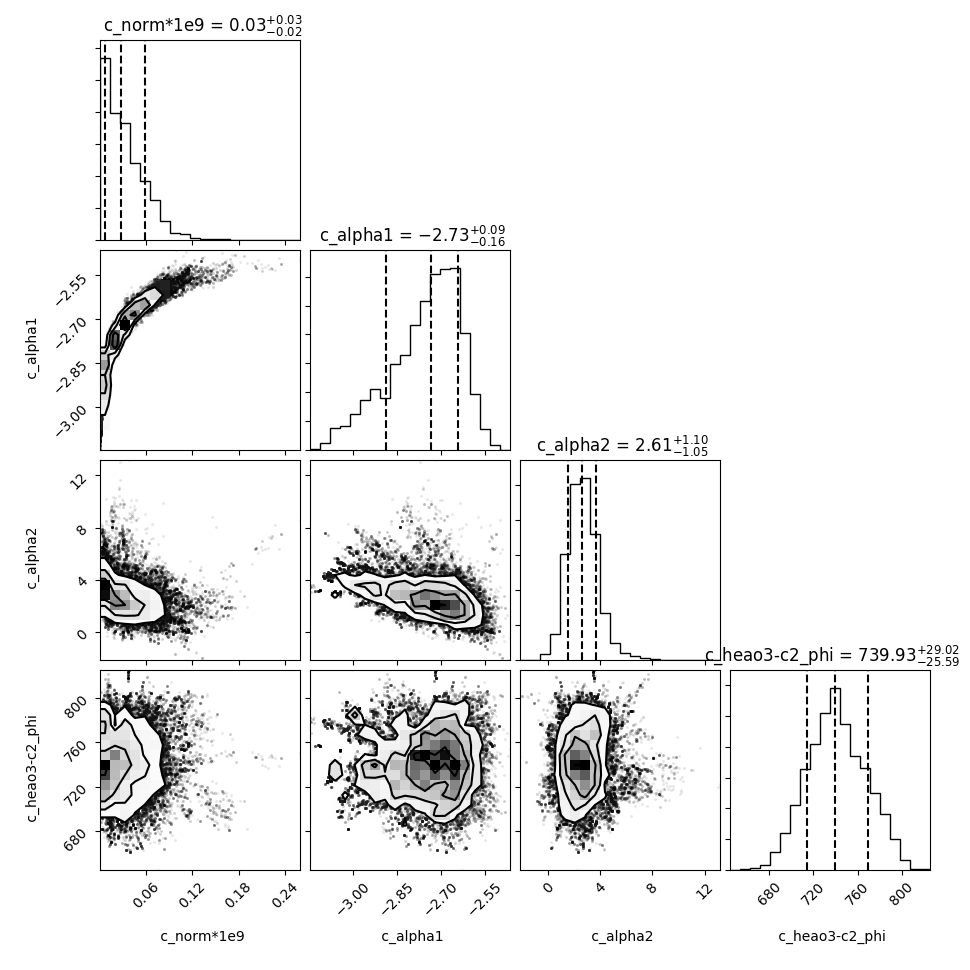 c_norm*1e9 = 0.03+0.03−0.02
c_alpha1 = −2.73+0.09−0.16
−2.55
−2.70
−2.85
−3.00
c_alpha1
c_alpha2 = 2.61+1.10−1.05
12
8
4
0
c_alpha2
c_heao3-c2_phi = 739.93+29.02−25.59
800
760
720
680
c_heao3-c2_phi
0.06 0.12 0.18 0.24
−3.00 −2.85 −2.70 −2.55
0 4 8 12
680 720 760 800
c_norm*1e9
c_alpha1
c_alpha2
c_heao3-c2_phi